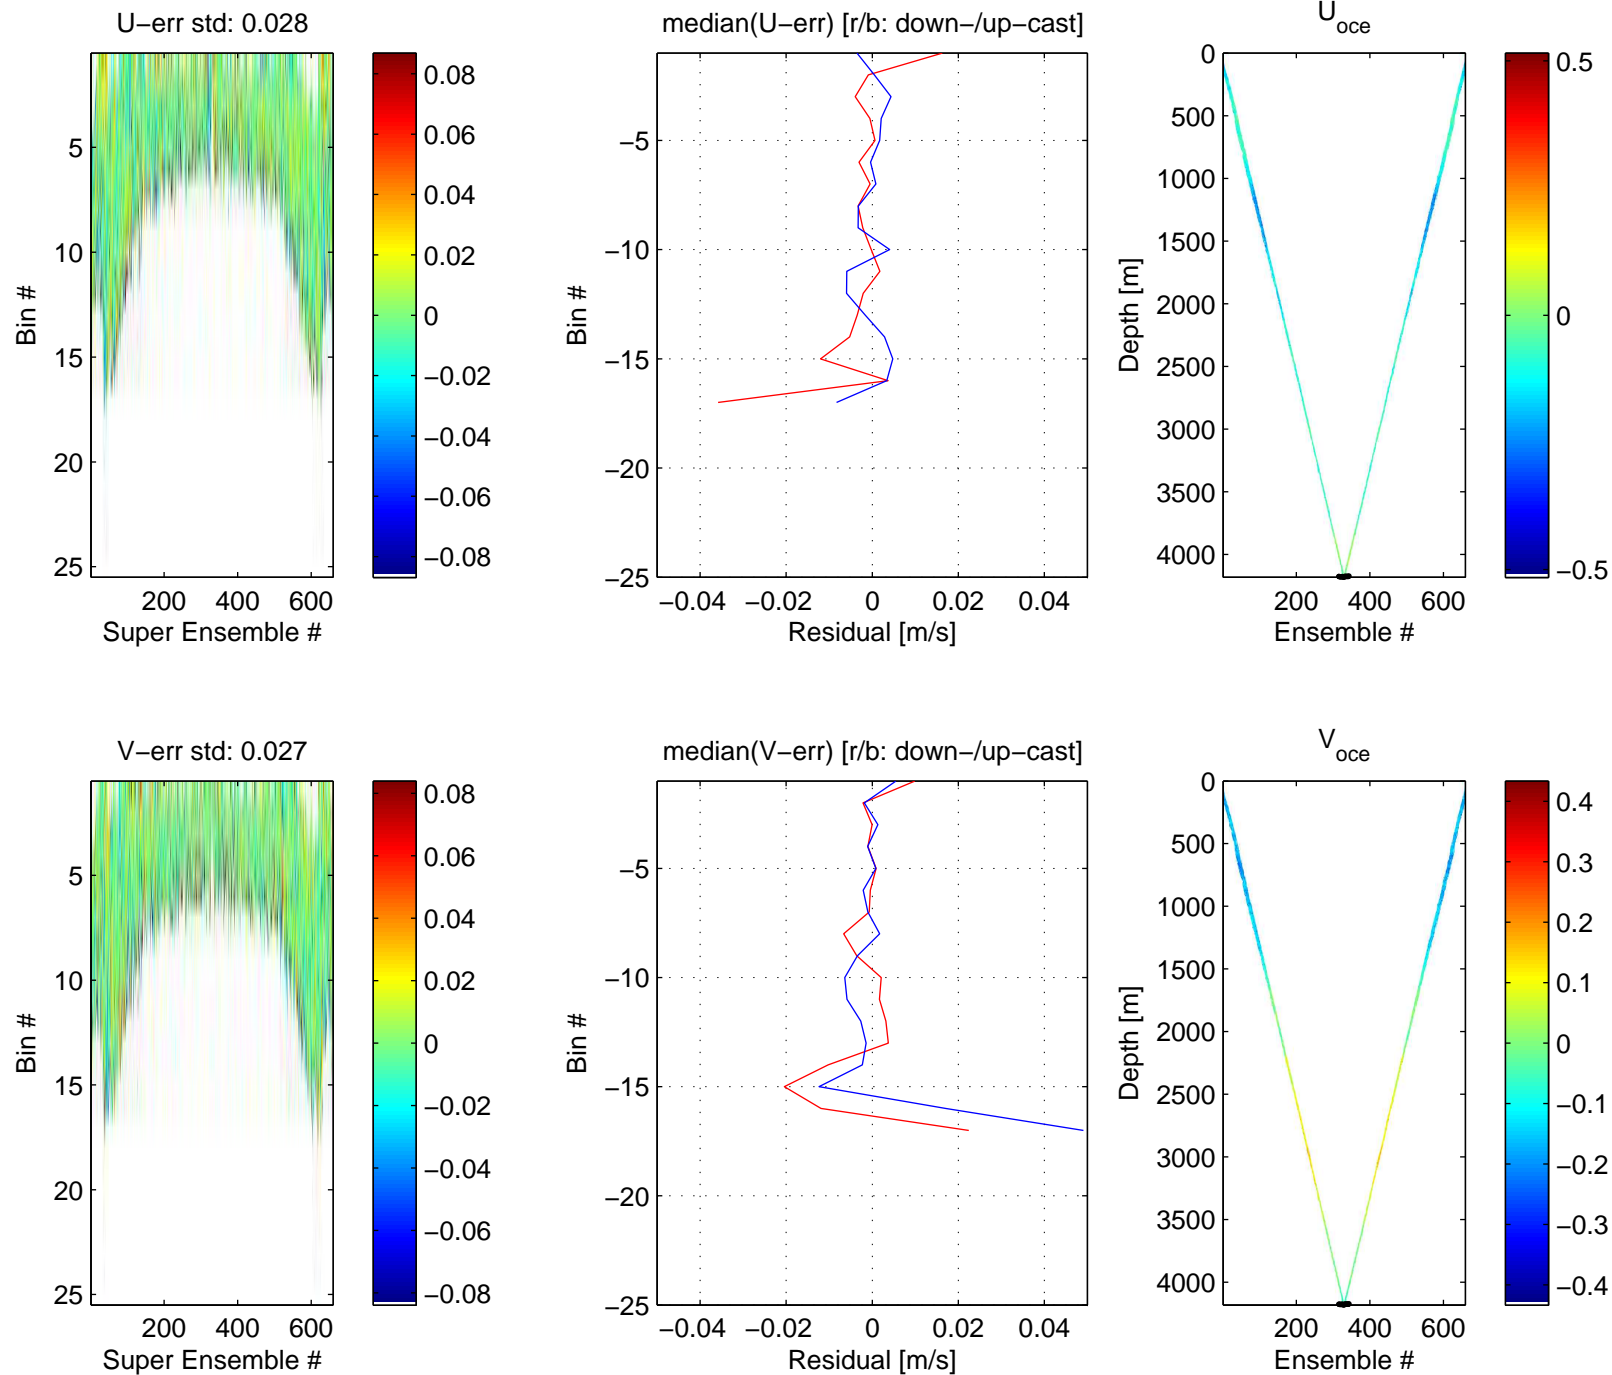 U−err std: 0.028
5
10
15
20
25
200 400 600
Super Ensemble #
Bin #
0.08
0.06
0.04
0.02
0
−0.02
−0.04
−0.06
−0.08
median(U−err) [r/b: down−/up−cast]
−5
−10
−15
−20
−25
−0.04 −0.02 0 0.02 0.04
Residual [m/s]
Bin #
U_oce
0
500
1000
1500
2000
2500
3000
3500
4000
200 400 600
Ensemble #
Depth [m]
0.5
0
−0.5
V−err std: 0.027
5
10
15
20
25
200 400 600
Super Ensemble #
Bin #
0.08
0.06
0.04
0.02
0
−0.02
−0.04
−0.06
−0.08
median(V−err) [r/b: down−/up−cast]
−5
−10
−15
−20
−25
−0.04 −0.02 0 0.02 0.04
Residual [m/s]
Bin #
V_oce
0
500
1000
1500
2000
2500
3000
3500
4000
200 400 600
Ensemble #
Depth [m]
0.4
0.3
0.2
0.1
0
−0.1
−0.2
−0.3
−0.4